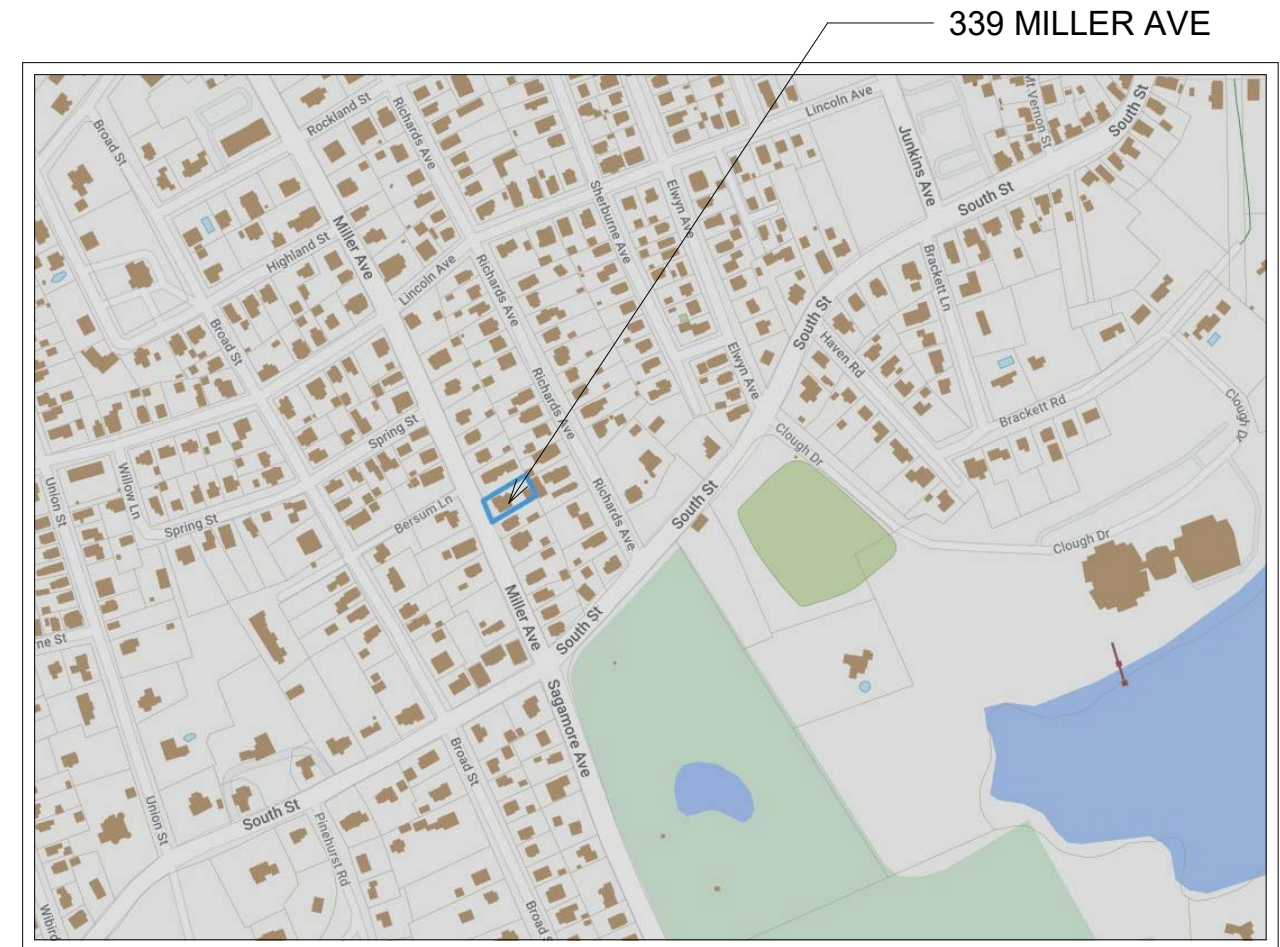 339 MILLER AVE
Broad St
Rockland St
Richards Ave
Lincoln Ave
Mt Vernon St
South St
Junkins Ave
Sherburne Ave
Elwyn Ave
South St
Miller Ave
Highland St
Lincoln Ave
Richards Ave
Brackett Ln
Broad St
South St
Haven Rd
Elwyn Ave
Richards Ave
Brackett Rd
Clough Dr
Spring St
Clough Dr
Willow Ln
Union St
Spring St
Bersum Ln
Richards Ave
South St
Clough Dr
Miller Ave
South St
ne St
Sagamore Ave
Broad St
Union St
South St
Pinehurst Rd
Wibird
Broad S